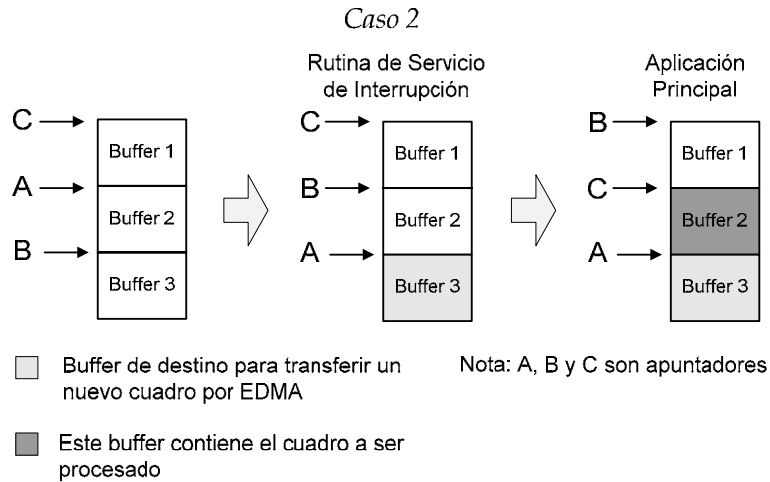 Caso 2
Rutina de Servicio
de Interrupción
Aplicación
Principal
C
A
B
Buffer 1
Buffer 2
Buffer 3
C
B
A
Buffer 1
Buffer 2
Buffer 3
B
C
A
Buffer 1
Buffer 2
Buffer 3
Buffer de destino para transferir un
nuevo cuadro por EDMA
Nota: A, B y C son apuntadores
Este buffer contiene el cuadro a ser
procesado